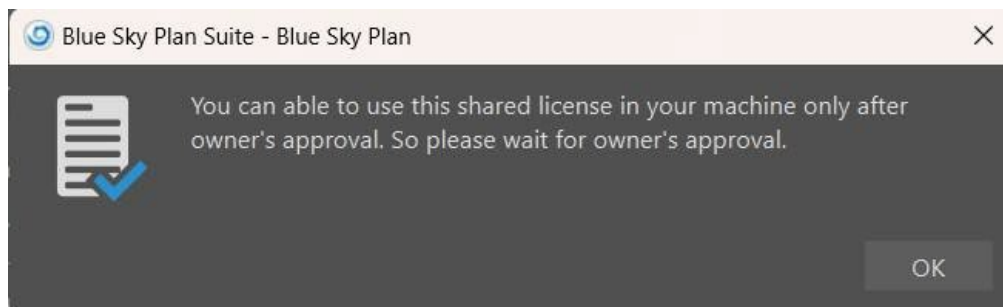 Blue Sky Plan Suite - Blue Sky Plan
You can able to use this shared license in your machine only after
owner's approval. So please wait for owner's approval.
OK